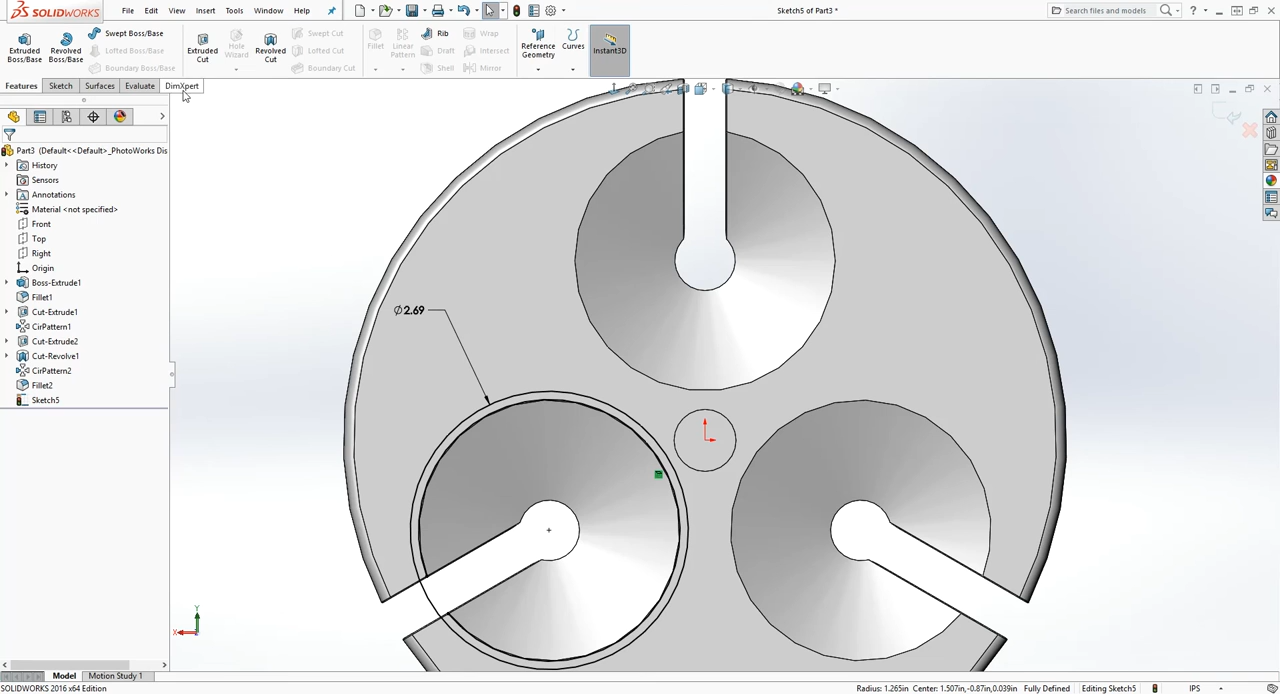 SOLIDWORKS File Edit View Insert Tools Window Help Sketch5 of Part3 * Search files and models ?
Extruded Boss/Base
Revolved Boss/Base
Swept Boss/Base
Lofted Boss/Base
Boundary Boss/Base
Extruded Cut
Hole Wizard
Revolved Cut
Swept Cut
Lofted Cut
Boundary Cut
Fillet
Linear Pattern
Rib
Draft
Shell
Wrap
Intersect
Mirror
Reference Geometry
Curves
Instant3D
Features Sketch Surfaces Evaluate DimXpert
Part3 (Default<<Default>_PhotoWorks Dis
History
Sensors
Annotations
Material <not specified>
Front
Top
Right
Origin
Boss-Extrude1
Fillet1
Cut-Extrude1
CirPattern1
Cut-Extrude2
Cut-Revolve1
CirPattern2
Fillet2
Sketch5
∅2.69
Y
X
Model Motion Study 1
SOLIDWORKS 2016 x64 Edition Radius: 1.265in Center: 1.507in,-0.87in,0.039in Fully Defined Editing Sketch5 IPS